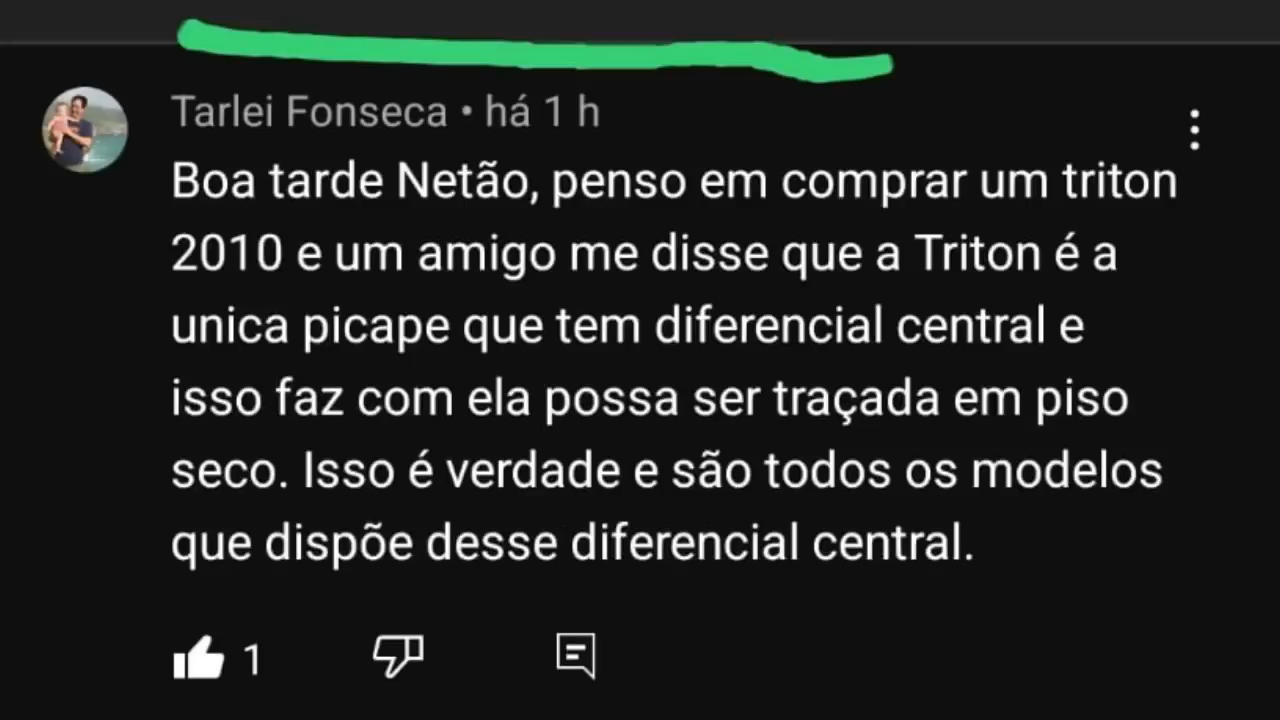 Tarlei Fonseca • há 1 h
Boa tarde Netão, penso em comprar um triton
2010 e um amigo me disse que a Triton é a
unica picape que tem diferencial central e
isso faz com ela possa ser traçada em piso
seco. Isso é verdade e são todos os modelos
que dispõe desse diferencial central.
1